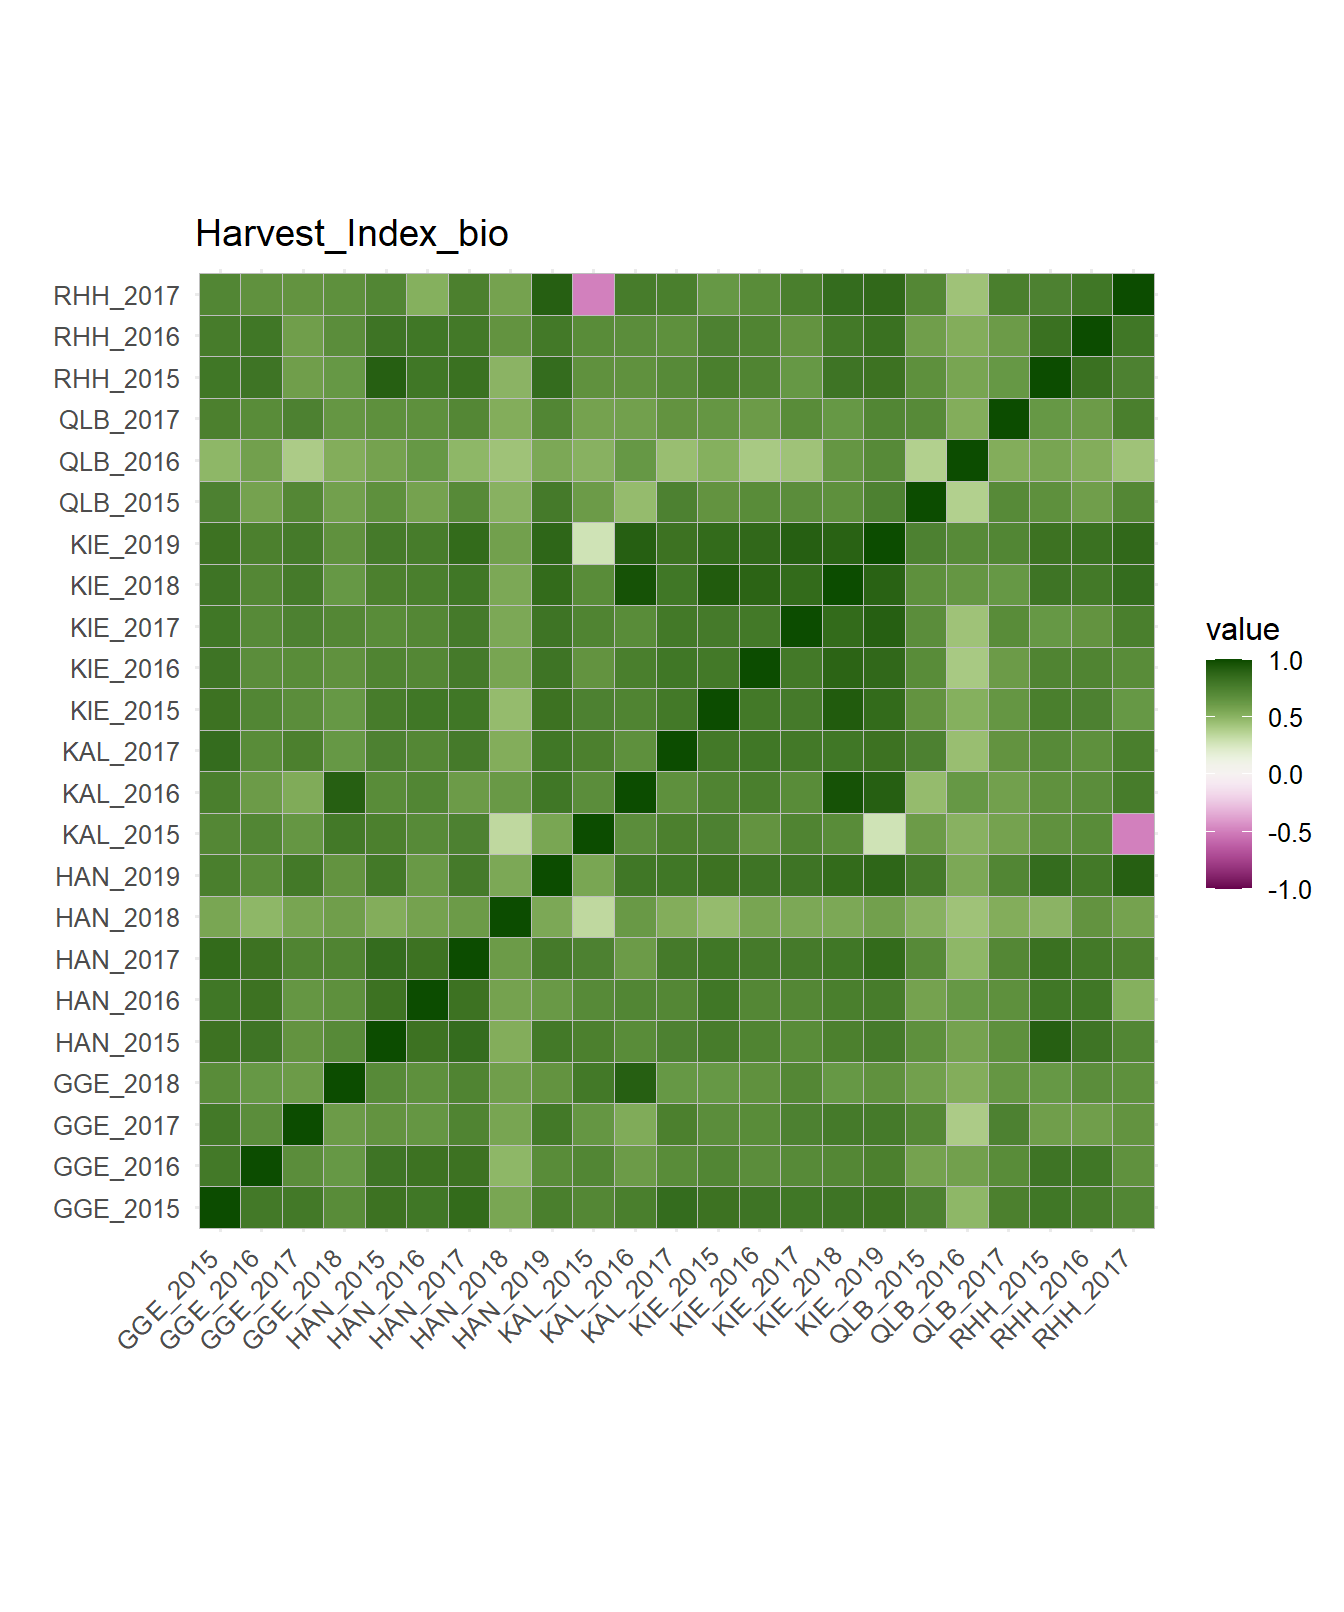 Harvest_Index_bio
RHH_2017
RHH_2016
RHH_2015
QLB_2017
QLB_2016
QLB_2015
KIE_2019
KIE_2018
KIE_2017
KIE_2016
KIE_2015
KAL_2017
KAL_2016
KAL_2015
HAN_2019
HAN_2018
HAN_2017
HAN_2016
HAN_2015
GGE_2018
GGE_2017
GGE_2016
GGE_2015
GGE_2015
GGE_2016
GGE_2017
GGE_2018
HAN_2015
HAN_2016
HAN_2017
HAN_2018
HAN_2019
KAL_2015
KAL_2016
KAL_2017
KIE_2015
KIE_2016
KIE_2017
KIE_2018
KIE_2019
QLB_2015
QLB_2016
QLB_2017
RHH_2015
RHH_2016
RHH_2017
value
1.0
0.5
0.0
-0.5
-1.0